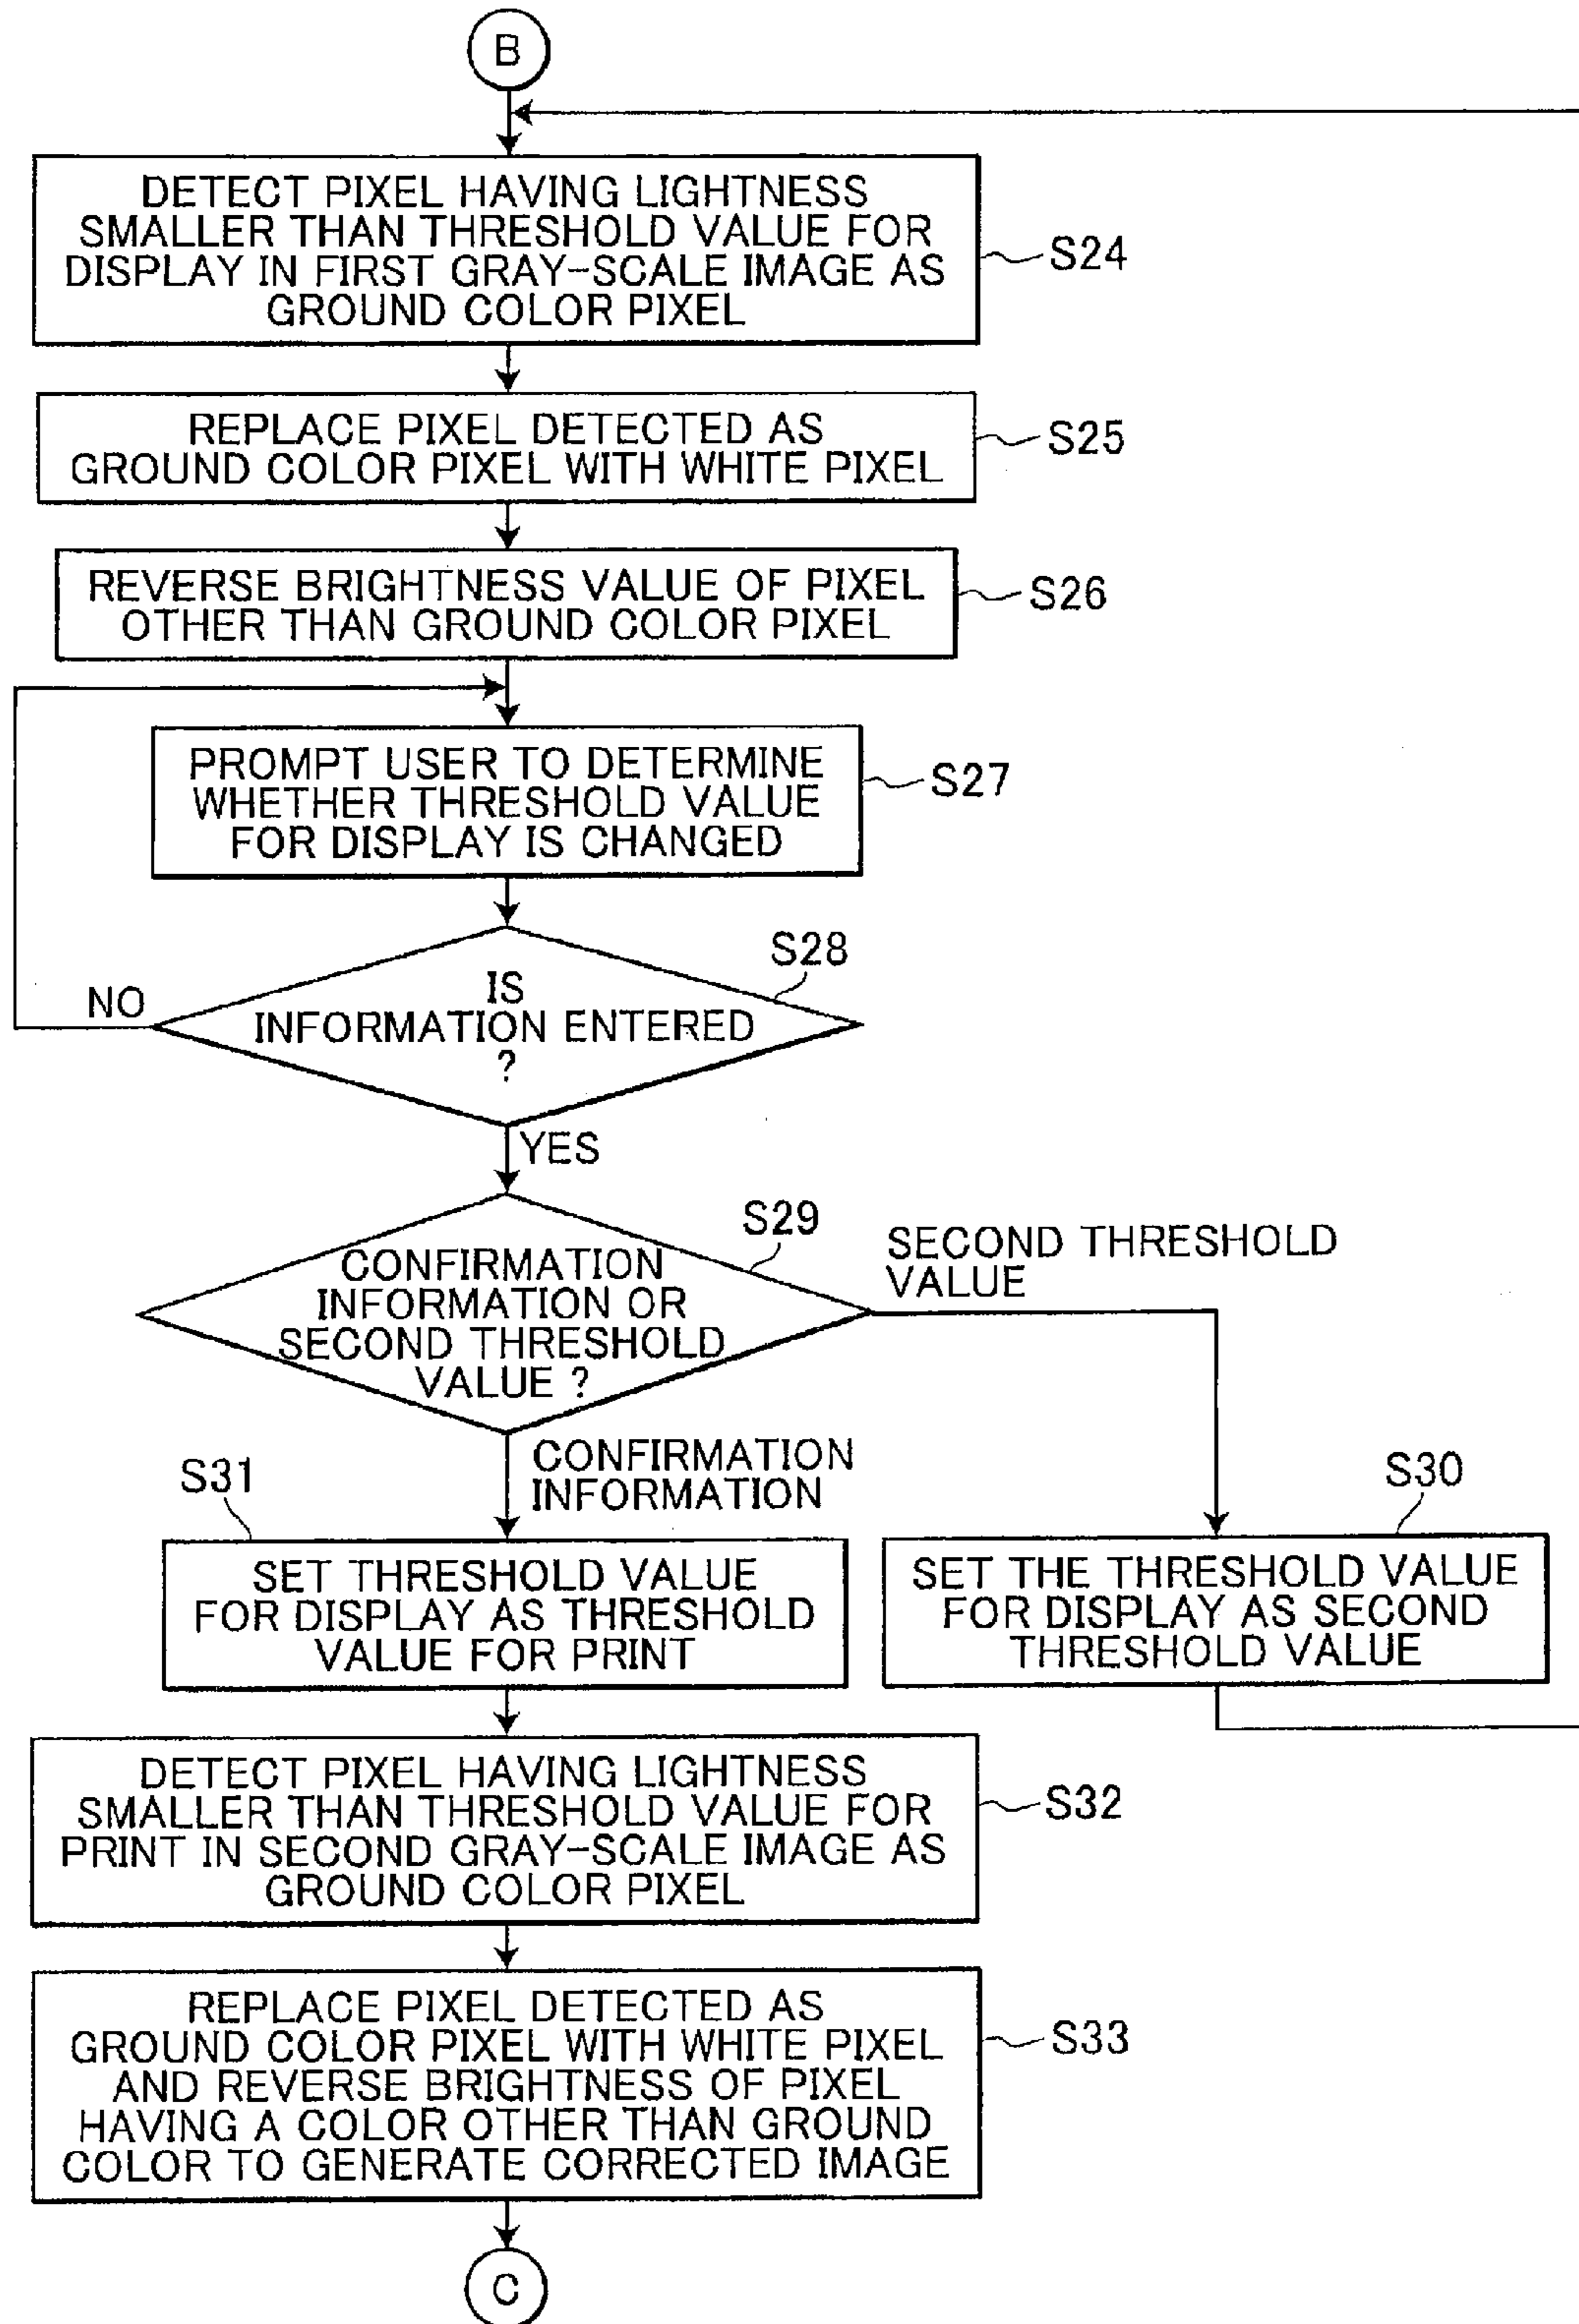 B
DETECT PIXEL HAVING LIGHTNESS
SMALLER THAN THRESHOLD VALUE FOR
DISPLAY IN FIRST GRAY-SCALE IMAGE AS
GROUND COLOR PIXEL
S24
REPLACE PIXEL DETECTED AS
GROUND COLOR PIXEL WITH WHITE PIXEL
S25
REVERSE BRIGHTNESS VALUE OF PIXEL
OTHER THAN GROUND COLOR PIXEL
S26
PROMPT USER TO DETERMINE
WHETHER THRESHOLD VALUE
FOR DISPLAY IS CHANGED
S27
S28
IS
INFORMATION ENTERED
?
NO
YES
S29
CONFIRMATION
INFORMATION OR
SECOND THRESHOLD
VALUE ?
SECOND THRESHOLD
VALUE
CONFIRMATION
INFORMATION
S31
SET THRESHOLD VALUE
FOR DISPLAY AS THRESHOLD
VALUE FOR PRINT
S30
SET THE THRESHOLD VALUE
FOR DISPLAY AS SECOND
THRESHOLD VALUE
DETECT PIXEL HAVING LIGHTNESS
SMALLER THAN THRESHOLD VALUE FOR
PRINT IN SECOND GRAY-SCALE IMAGE AS
GROUND COLOR PIXEL
S32
REPLACE PIXEL DETECTED AS
GROUND COLOR PIXEL WITH WHITE PIXEL
AND REVERSE BRIGHTNESS OF PIXEL
HAVING A COLOR OTHER THAN GROUND
COLOR TO GENERATE CORRECTED IMAGE
S33
C